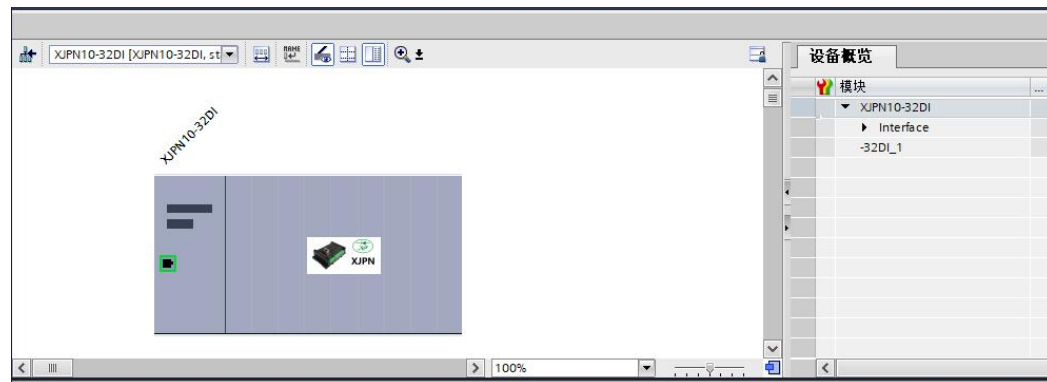 XJPN10-32DI [XJPN10-32DI, st
NAME
设备概览
模块
...
XJPN10-32DI
XJPN10-32DI
Interface
-32DI_1
XJPN
100%